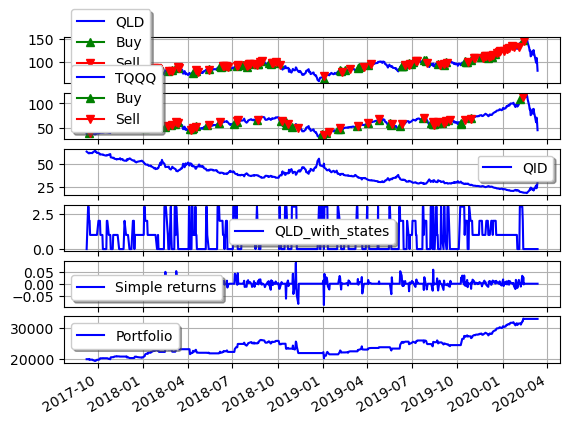 QLD
Buy
Sell
150
100
TQQQ
Buy
Sell
100
50
QID
50
25
QLD_with_states
2.5
0.0
Simple returns
0.05
0.00
−0.05
Portfolio
30000
20000
2017-10
2018-01
2018-04
2018-07
2018-10
2019-01
2019-04
2019-07
2019-10
2020-01
2020-04